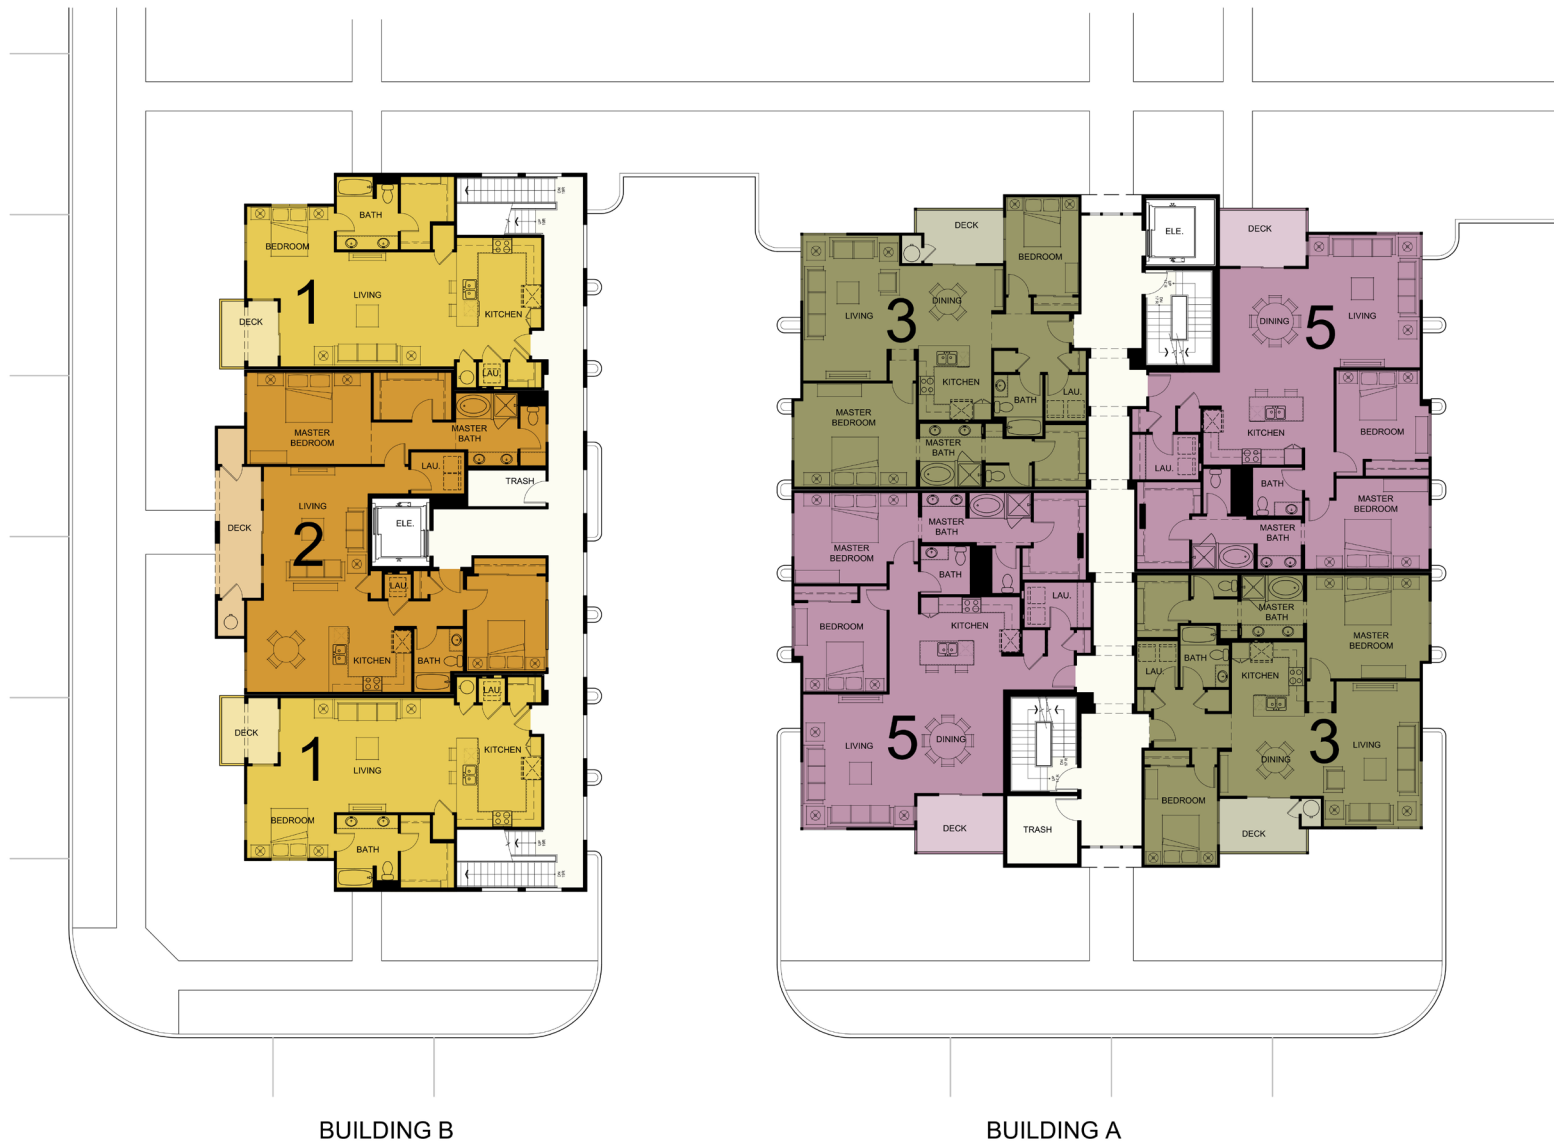 BATH
BEDROOM
1
LIVING
DECK
KITCHEN
LAU.
MASTER
BEDROOM
MASTER
BATH
LAU.
TRASH
LIVING
ELE.
DECK
2
LAU.
KITCHEN
BATH
LAU.
DECK
KITCHEN
1
LIVING
BEDROOM
BATH
BUILDING B
DECK
BEDROOM
DINING
3
LIVING
KITCHEN
MASTER
BEDROOM
BATH
LAU.
MASTER
BATH
ELE.
DECK
DINING
5
LIVING
KITCHEN
BEDROOM
LAU.
BATH
MASTER
BEDROOM
MASTER
BATH
MASTER
BATH
MASTER
BEDROOM
BATH
LAU.
BEDROOM
KITCHEN
LIVING
5
DINING
DECK
TRASH
MASTER
BATH
MASTER
BEDROOM
BATH
LAU.
KITCHEN
3
LIVING
DINING
BEDROOM
DECK
BUILDING A